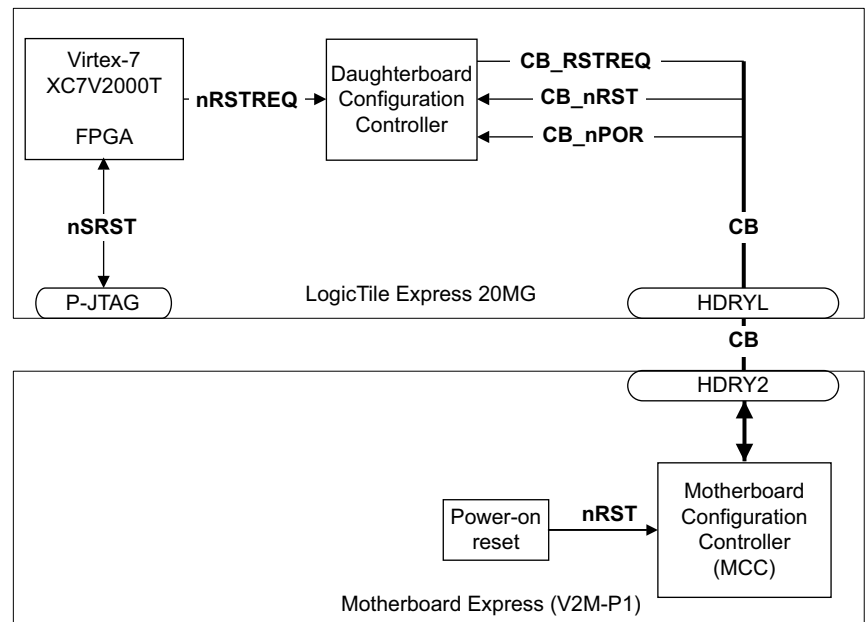 Virtex-7
XC7V2000T
FPGA
nRSTREQ
Daughterboard
Configuration
Controller
CB_RSTREQ
CB_nRST
CB_nPOR
nSRST
CB
P-JTAG
LogicTile Express 20MG
HDRYL
CB
HDRY2
Power-on
reset
nRST
Motherboard
Configuration
Controller
(MCC)
Motherboard Express (V2M-P1)